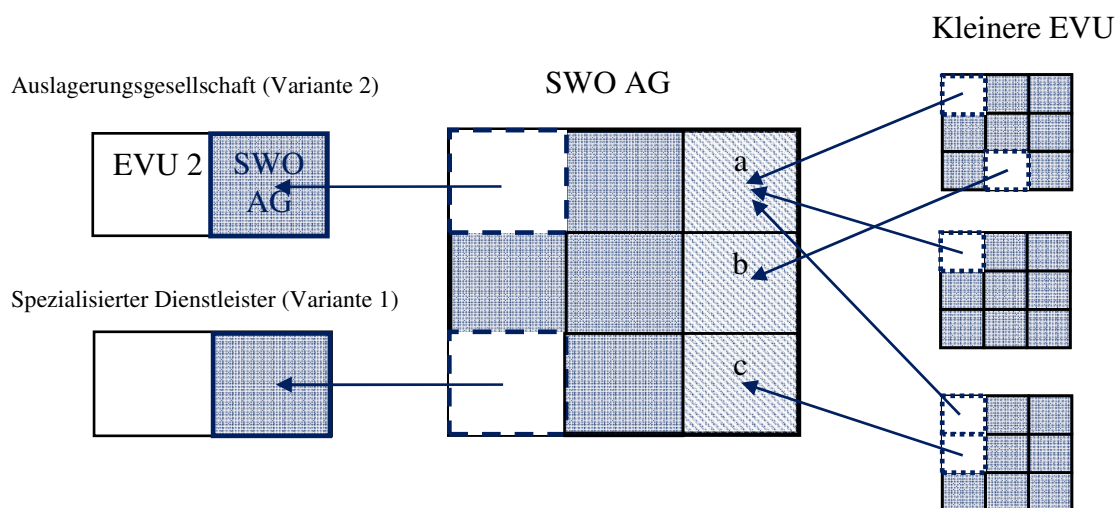 Kleinere EVU
Auslagerungsgesellschaft (Variante 2)
SWO AG
EVU 2
SWO
AG
a
b
Spezialisierter Dienstleister (Variante 1)
c